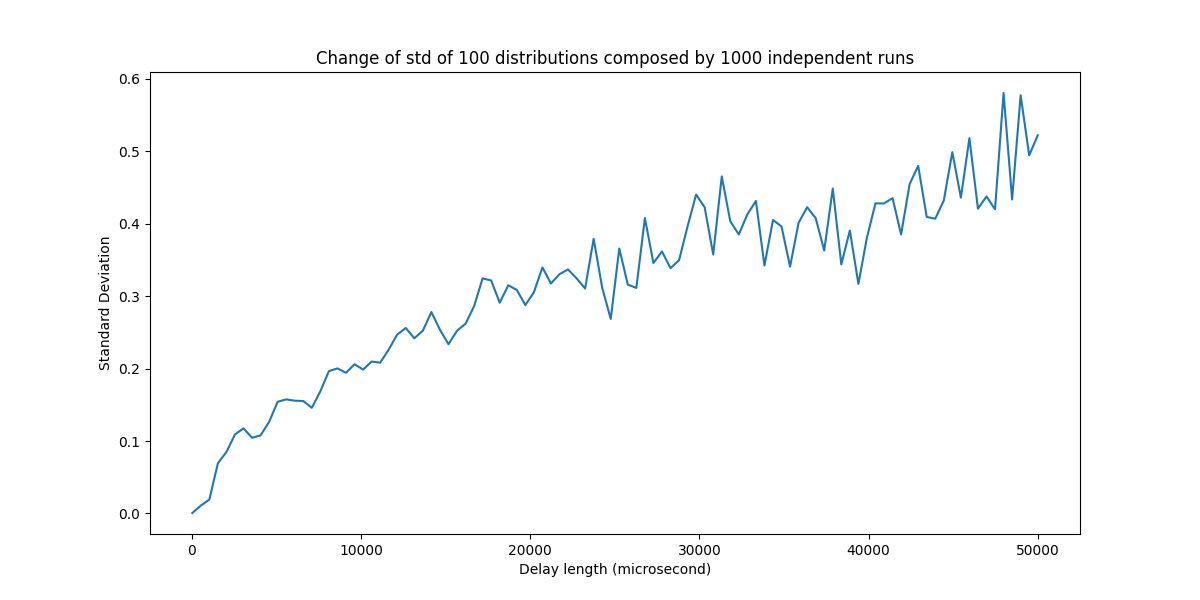 Change of std of 100 distributions composed by 1000 independent runs
0.6
0.5
0.4
0.3
0.2
0.1
0.0
Standard Deviation
0 10000 20000 30000 40000 50000
Delay length (microsecond)